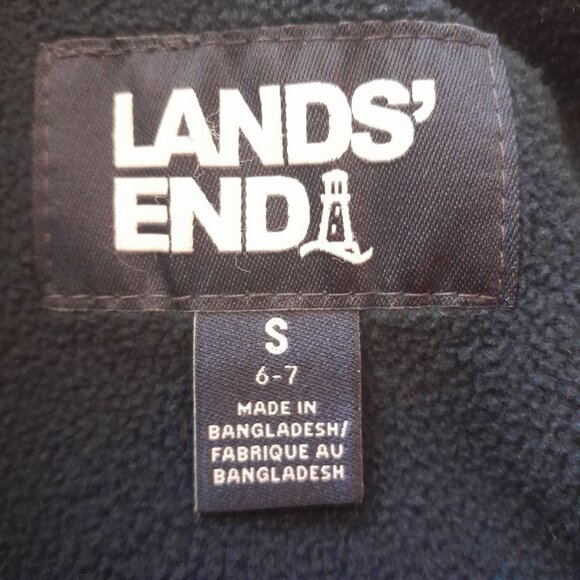 LANDS'
END
S
6-7
MADE IN
BANGLADESH/
FABRIQUE AU
BANGLADESH